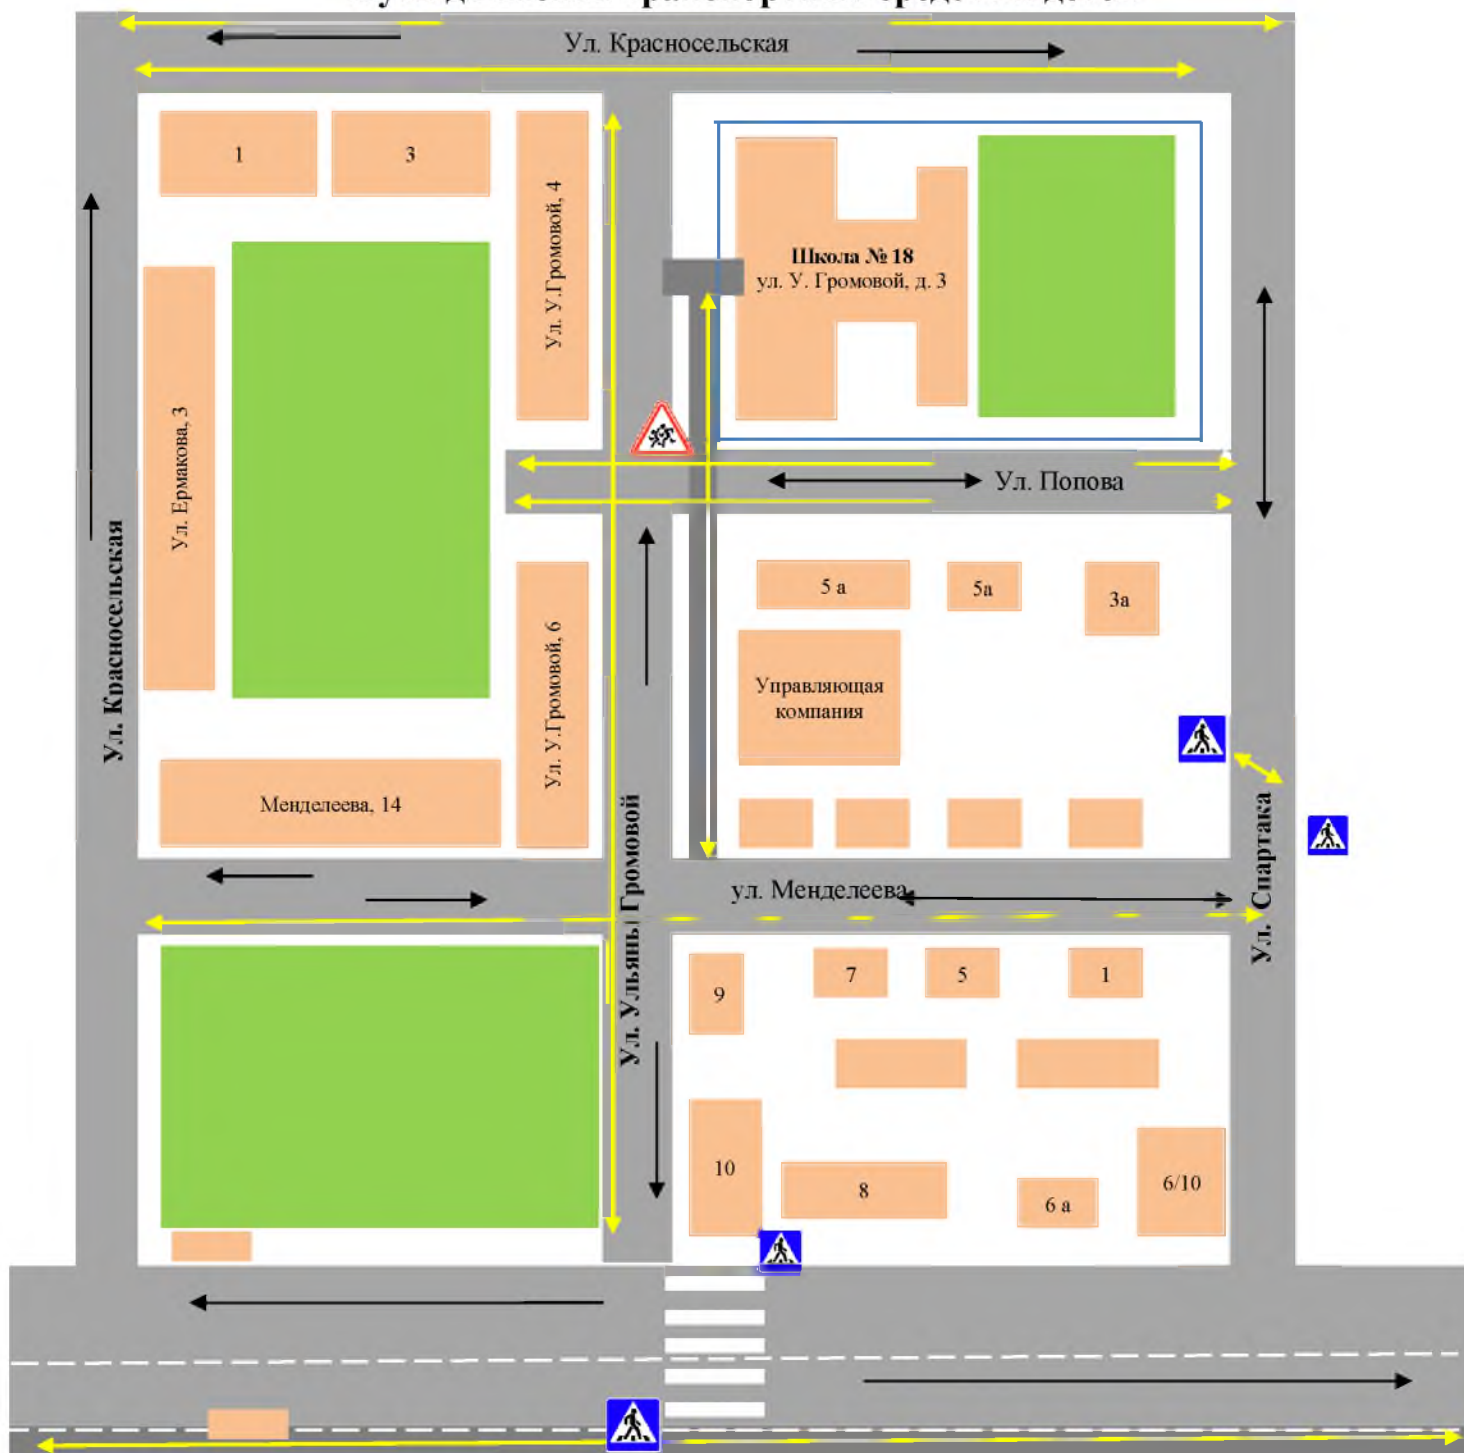 Ул. Красносельская
1
3
Ул. У.Громовой, 4
Школа № 18
ул. У. Громовой, д. 3
Ул. Ермакова, 3
Ул. Попова
Ул. Красносельская
5 а
5а
3а
Ул. У.Громовой, 6
Управляющая
компания
Менделеева, 14
Ул. Ульяны Громовой
ул. Менделеева
Ул. Спартака
9
7
5
1
10
8
6 а
6/10